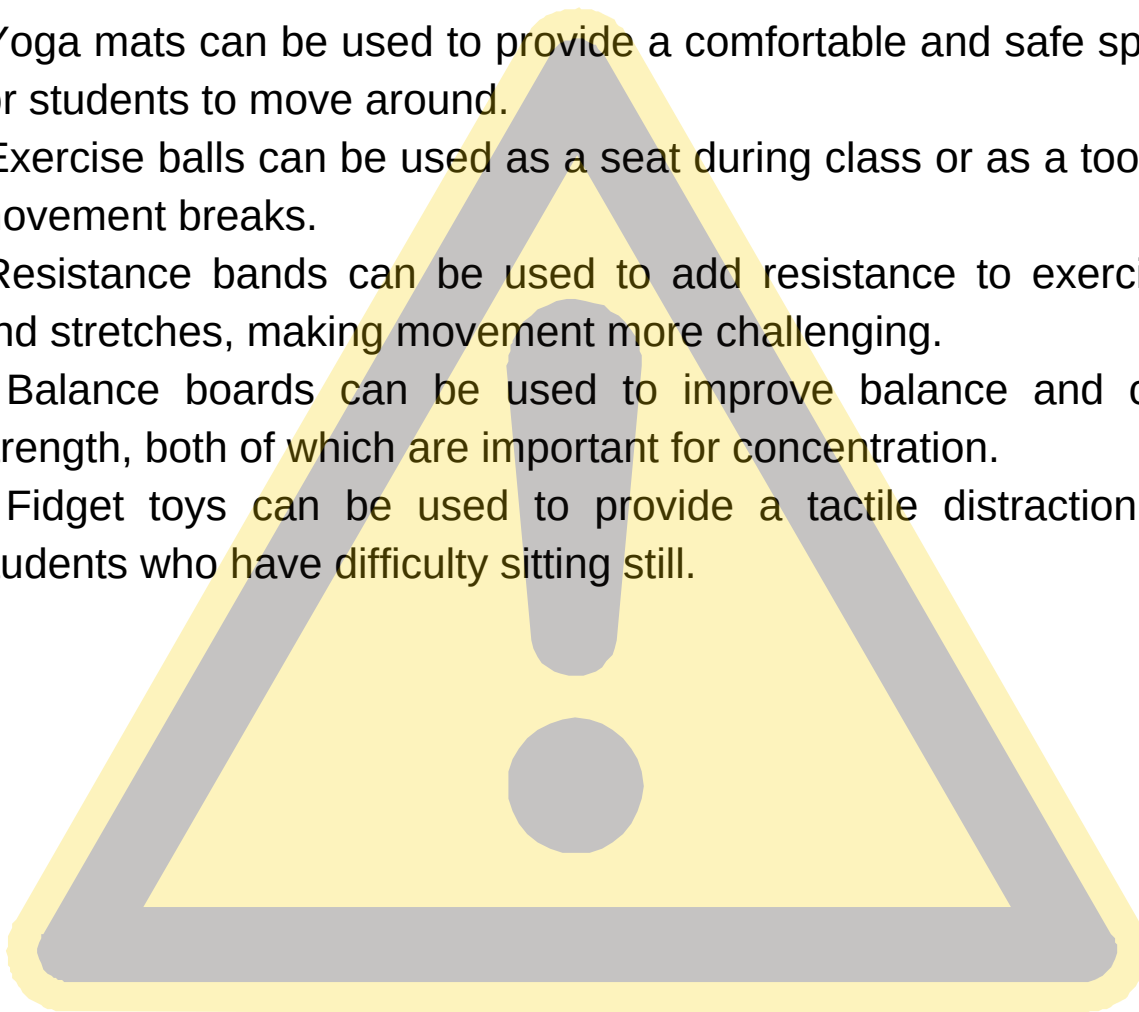 Yoga mats can be used to provide a comfortable and safe sp
or students to move around.
Exercise balls can be used as a seat during class or as a too
ovement breaks.
Resistance bands can be used to add resistance to exerci
nd stretches, making movement more challenging.
Balance boards can be used to improve balance and c
rength, both of which are important for concentration.
Fidget toys can be used to provide a tactile distraction
udents who have difficulty sitting still.